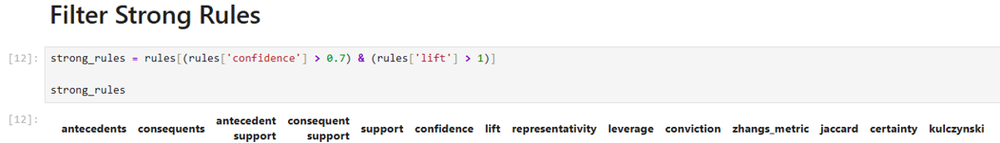 Filter Strong Rules
[12]: strong_rules = rules[(rules['confidence'] > 0.7) & (rules['lift'] > 1)]
strong_rules
[12]:
antecedents consequents antecedent support consequent support support confidence lift representativity leverage conviction zhangs_metric jaccard certainty kulczynski